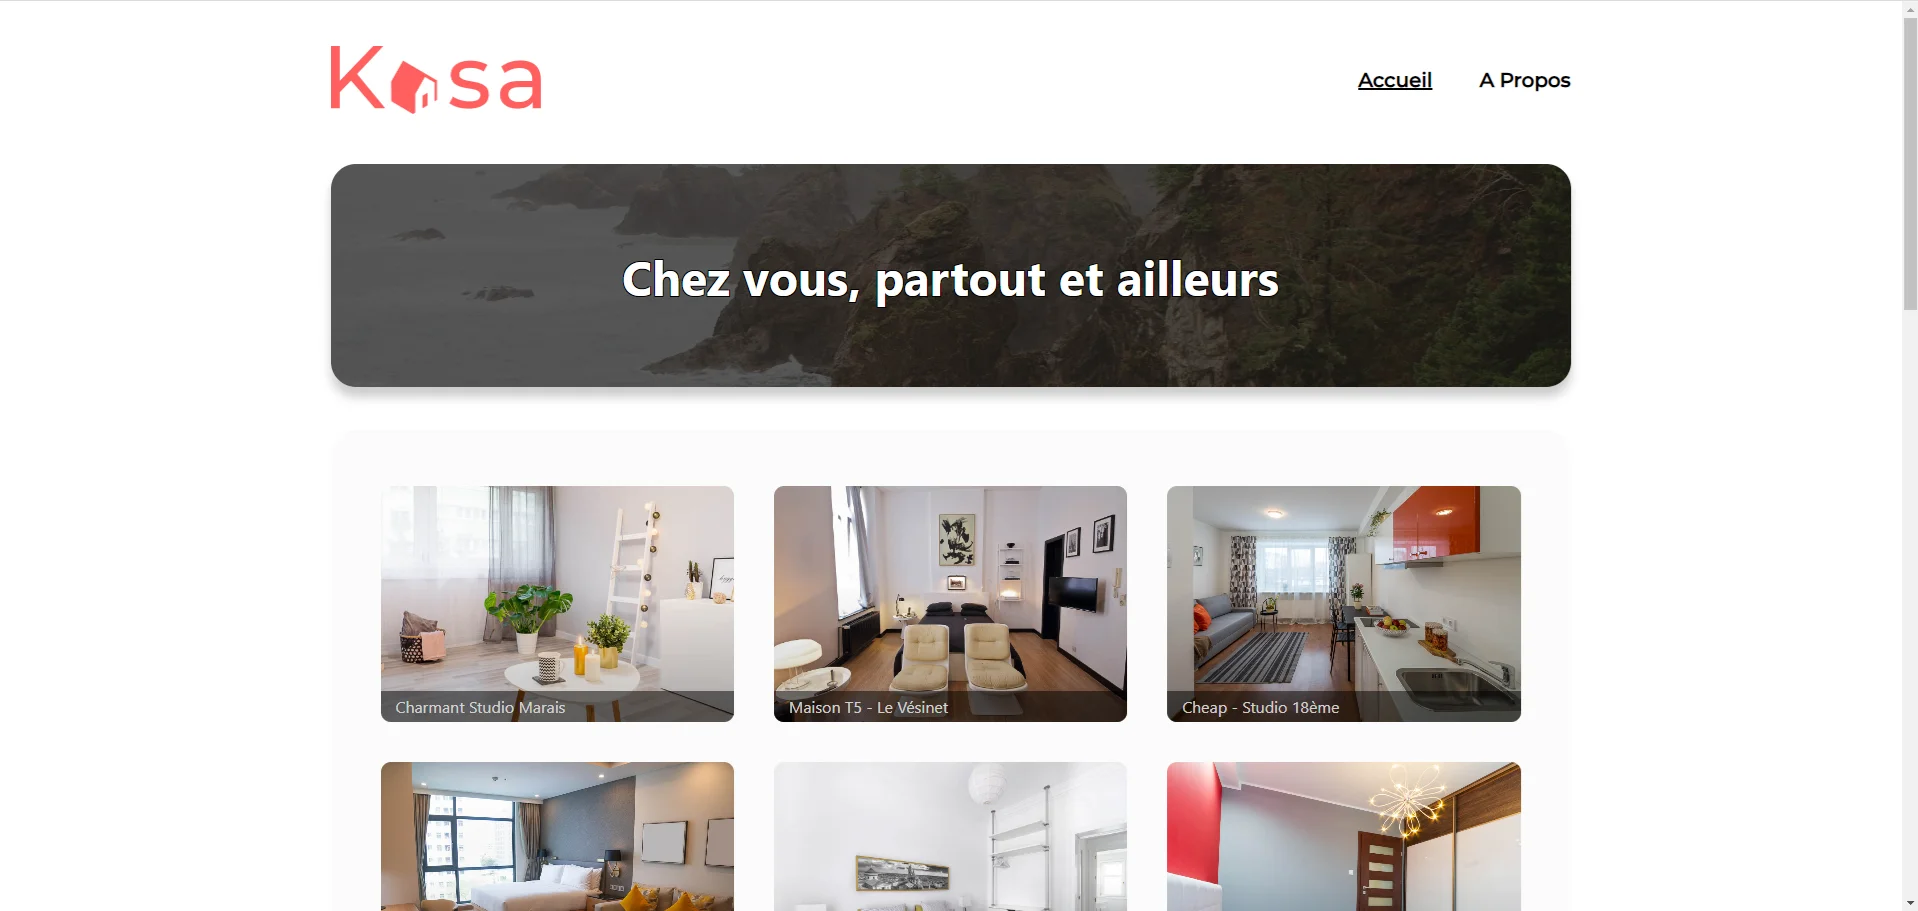 Kasa
Accueil
A Propos
Chez vous, partout et ailleurs
Charmant Studio Marais
Maison T5 - Le Vésinet
Cheap - Studio 18ème